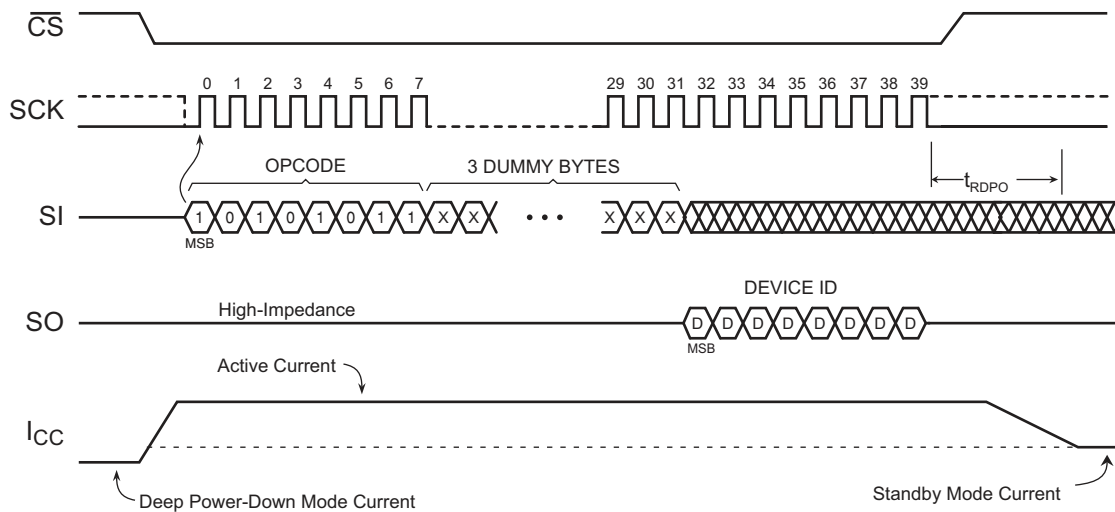 CS
0 1 2 3 4 5 6 7 29 30 31 32 33 34 35 36 37 38 39
SCK
OPCODE 3 DUMMY BYTES tRDPO
SI 1 0 1 0 1 0 1 1 X X • • • X X X
MSB
DEVICE ID
High-Impedance
SO D D D D D D D D
MSB
Active Current
ICC
Deep Power-Down Mode Current
Standby Mode Current